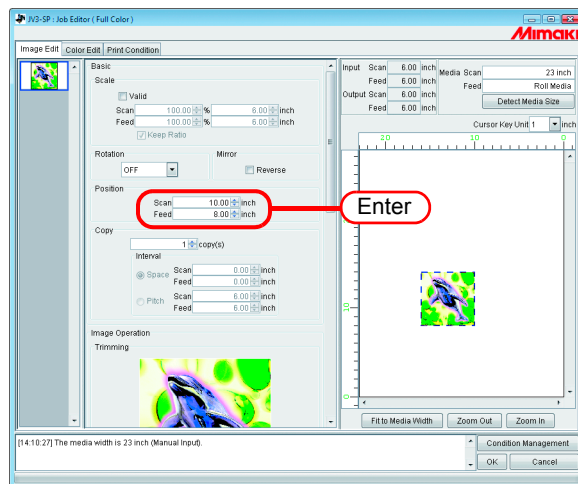 JV3-SP : Job Editor ( Full Color )
Mimaki
Image Edit Color Edit Print Condition
Basic
Scale
Valid
Scan 100.00 % 6.00 inch
Feed 100.00 % 6.00 inch
Keep Ratio
Rotation Mirror
OFF Reverse
Position
Scan 10.00 inch
Feed 8.00 inch
Copy
1 copy(s)
Interval
Space Scan 0.00 inch
Feed 0.00 inch
Pitch Scan 6.00 inch
Feed 6.00 inch
Image Operation
Trimming
Enter
Input Scan 6.00 inch
Feed 6.00 inch
Output Scan 6.00 inch
Feed 6.00 inch
Media Scan 23 inch
Feed Roll Media
Detect Media Size
Cursor Key Unit 1 inch
20 10 0
10
0
Fit to Media Width Zoom Out Zoom In
[14:10:27] The media width is 23 inch (Manual Input).
Condition Management
OK Cancel